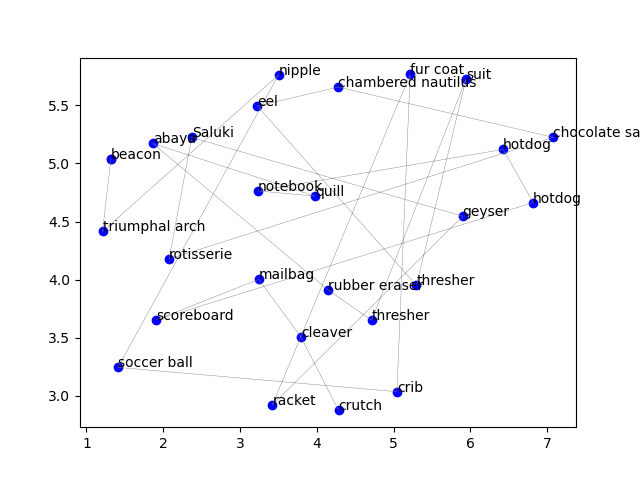 nipple
fur coat
suit
chambered nautilus
eel
5.5
abaya
Saluki
chocolate sa
hotdog
beacon
5.0
notebook
quill
hotdog
geyser
4.5
triumphal arch
rotisserie
mailbag
thresher
4.0
rubber eraser
scoreboard
thresher
3.5
cleaver
soccer ball
crib
3.0
racket
crutch
1 2 3 4 5 6 7